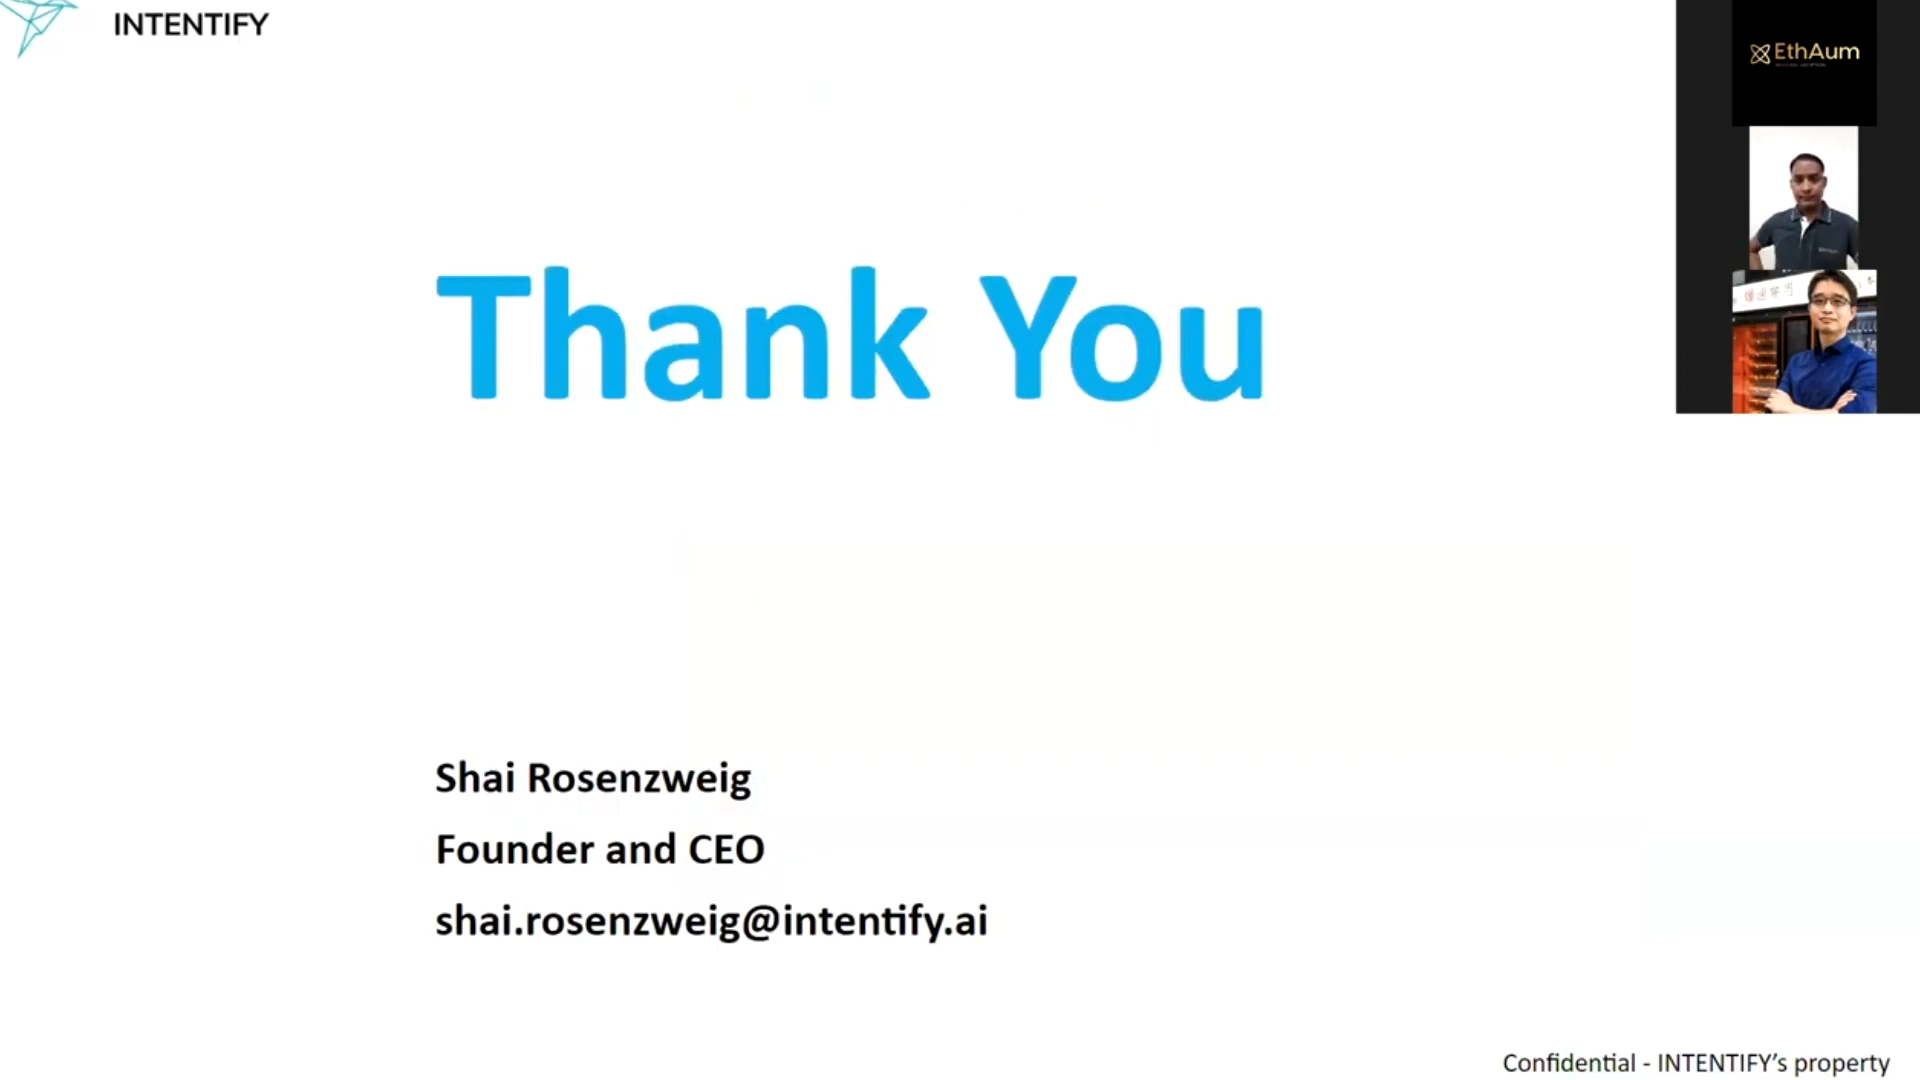 INTENTIFY
EthAum
Thank You
Shai Rosenzweig
Founder and CEO
shai.rosenzweig@intentify.ai
Confidential - INTENTIFY’s property